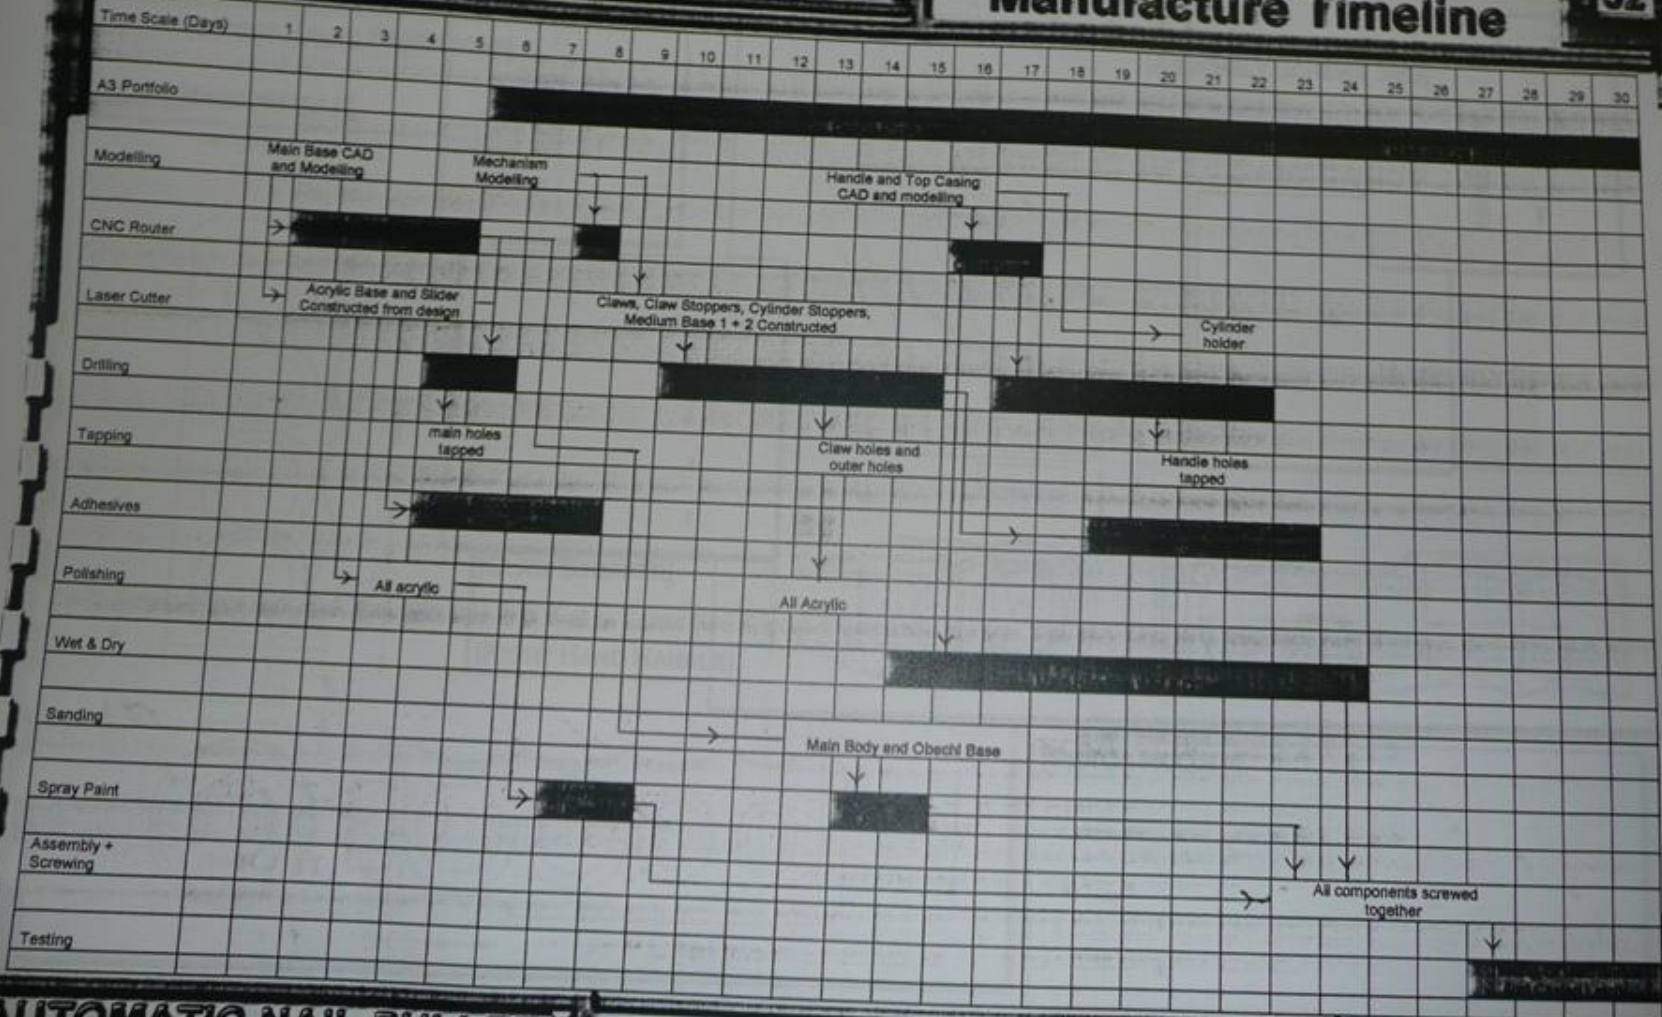 Manufacture Timeline
Time Scale (Days) 1 2 3 4 5 6 7 8 9 10 11 12 13 14 15 16 17 18 19 20 21 22 23 24 25 26 27 28 29 30
A3 Portfolio
Modelling
Main Base CAD
and Modelling
Mechanism
Modelling
Handle and Top Casing
CAD and modelling
CNC Router
Laser Cutter
Acrylic Base and Slider
Constructed from design
Claws, Claw Stoppers, Cylinder Stoppers,
Medium Base 1 + 2 Constructed
Cylinder
holder
Drilling
Tapping
main holes
tapped
Claw holes and
outer holes
Handle holes
tapped
Adhesives
Polishing
All acrylic
All Acrylic
Wet & Dry
Sanding
Main Body and Obechi Base
Spray Paint
Assembly +
Screwing
All components screwed
together
Testing